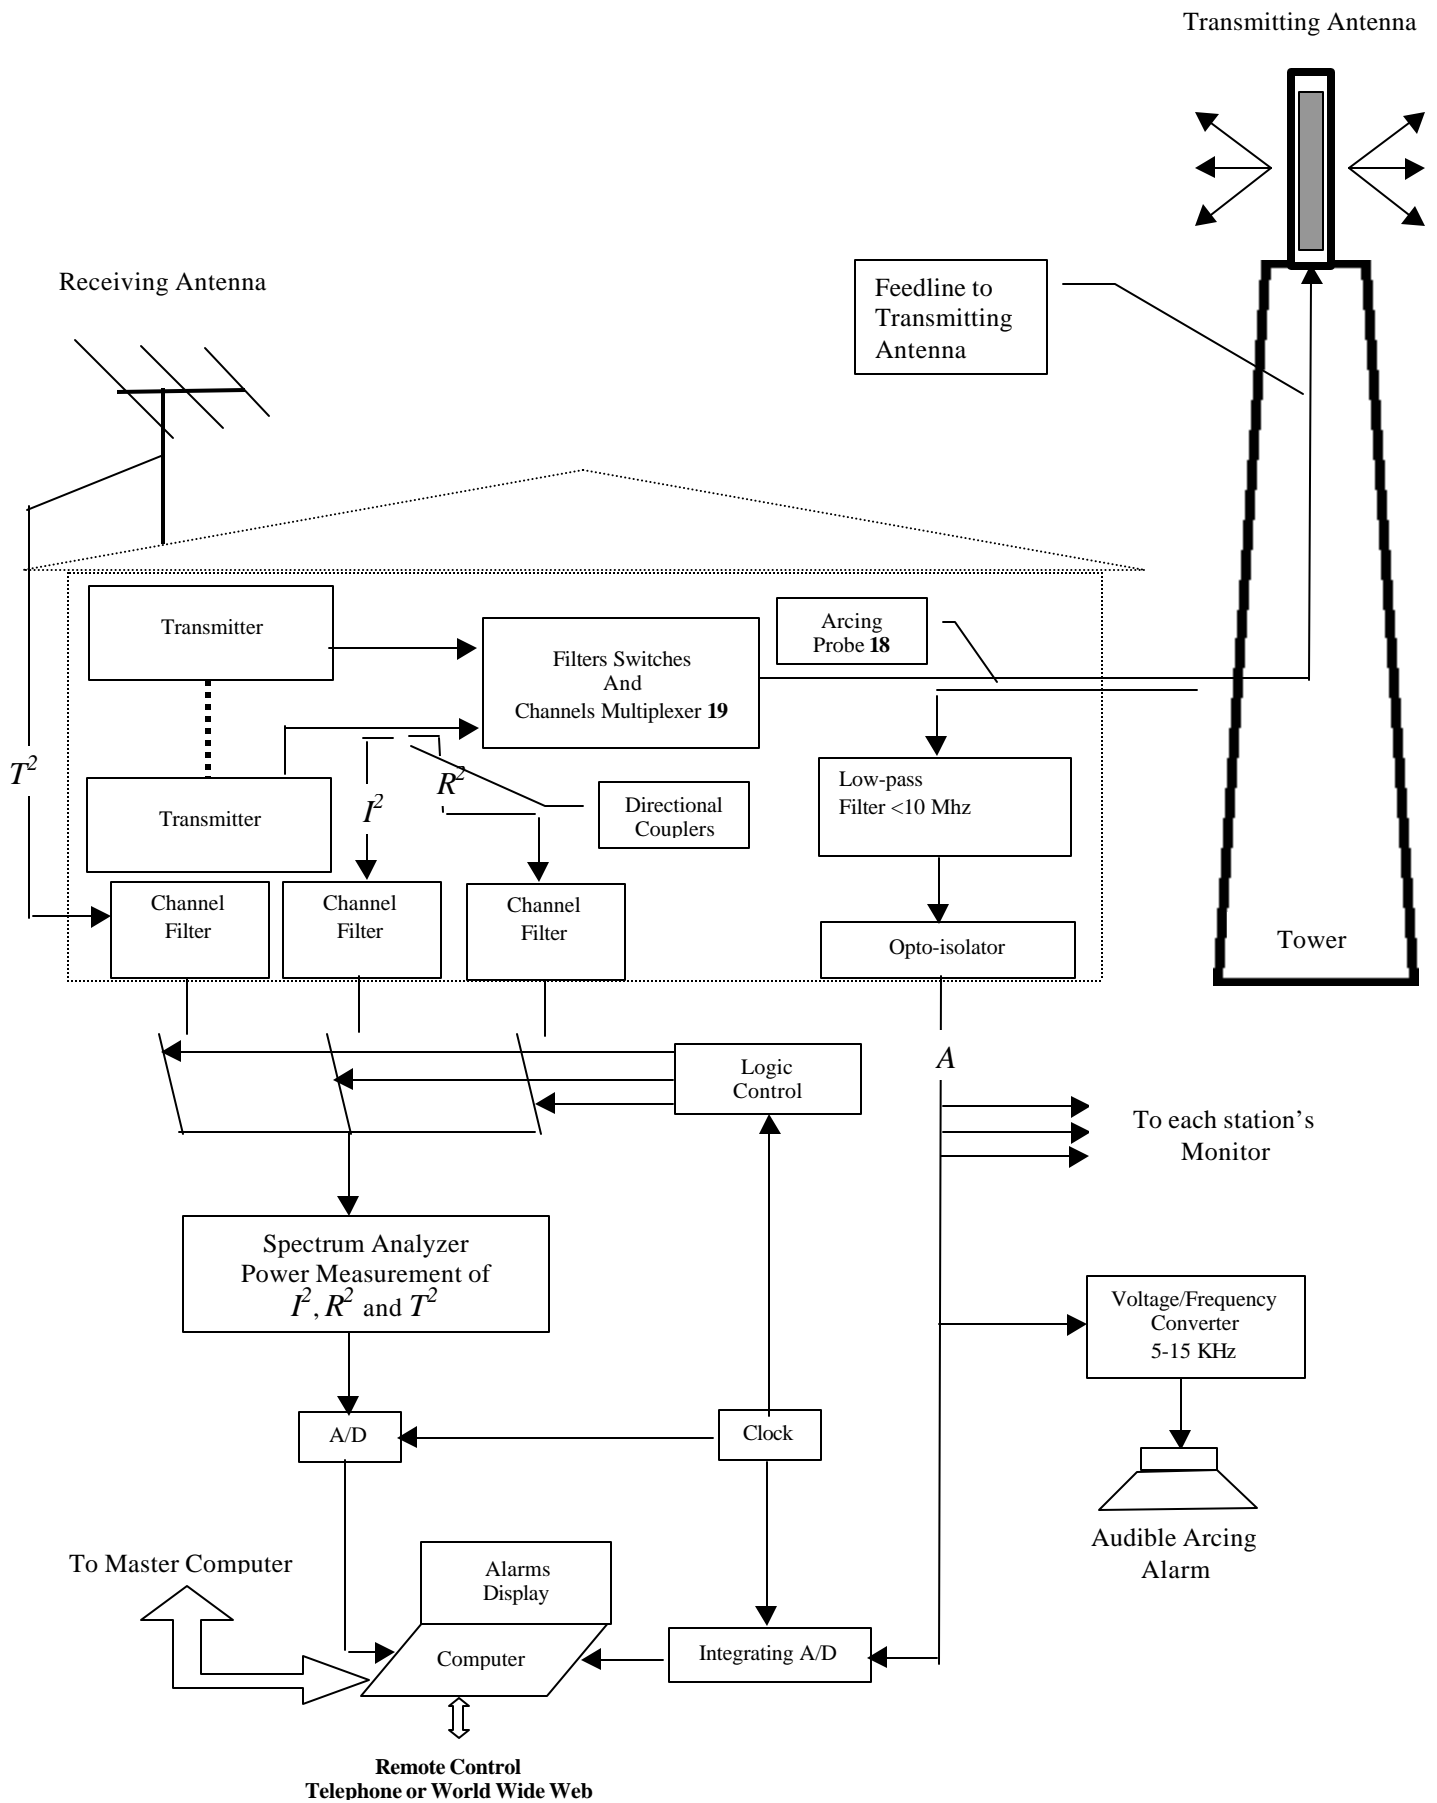 Transmitting Antenna
Receiving Antenna
Feedline to
Transmitting
Antenna
Transmitter
Arcing
Probe 18
Filters Switches
And
Channels Multiplexer 19
T²
I²
R²
Transmitter
Directional
Couplers
Low-pass
Filter <10 Mhz
Channel
Filter
Channel
Filter
Channel
Filter
Opto-isolator
Tower
A
Logic
Control
To each station's
Monitor
Spectrum Analyzer
Power Measurement of
I², R² and T²
Voltage/Frequency
Converter
5-15 KHz
A/D
Clock
Audible Arcing
Alarm
To Master Computer
Alarms
Display
Computer
Integrating A/D
Remote Control
Telephone or World Wide Web